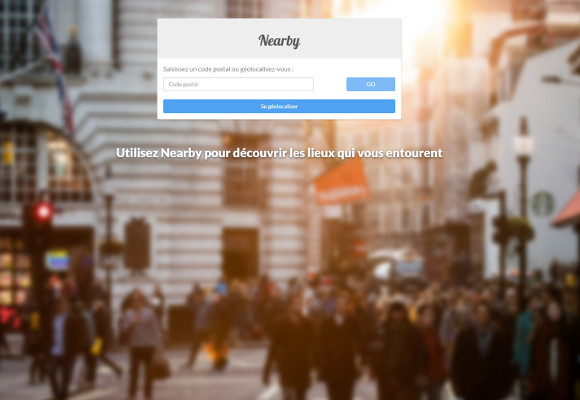 Nearby
Saisissez un code postal ou géolocalisez-vous :
Code postal
GO
Se géolocaliser
Utilisez Nearby pour découvrir les lieux qui vous entourent